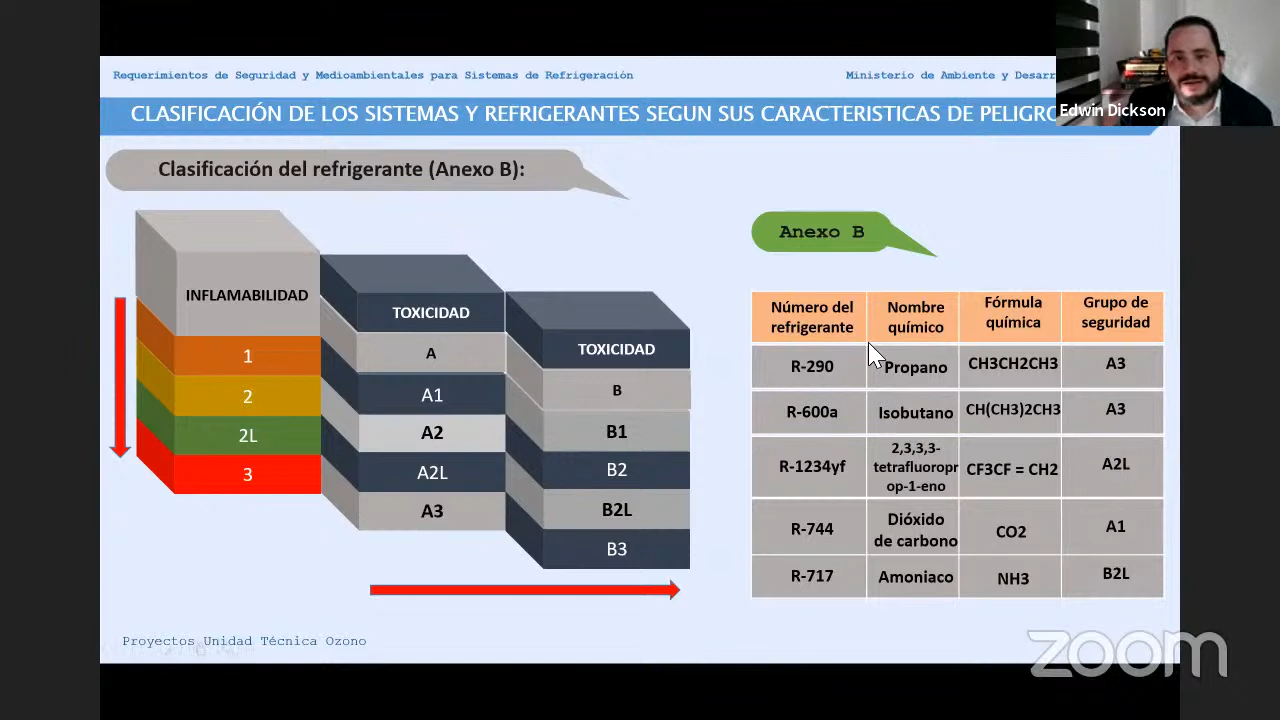 Requerimientos de Seguridad y Medioambientales para Sistemas de Refrigeración
Ministerio de Ambiente y Desarr
Edwin Dickson
CLASIFICACIÓN DE LOS SISTEMAS Y REFRIGERANTES SEGUN SUS CARACTERISTICAS DE PELIGRO
Clasificación del refrigerante (Anexo B):
INFLAMABILIDAD
1
2
2L
3
TOXICIDAD
A
A1
A2
A2L
A3
TOXICIDAD
B
B1
B2
B2L
B3
Anexo B
Número del refrigerante
Nombre químico
Fórmula química
Grupo de seguridad
R-290
Propano
CH3CH2CH3
A3
R-600a
Isobutano
CH(CH3)2CH3
A3
R-1234yf
2,3,3,3-
tetrafluoropr
op-1-eno
CF3CF = CH2
A2L
R-744
Dióxido
de carbono
CO2
A1
R-717
Amoniaco
NH3
B2L
Proyectos Unidad Técnica Ozono
zoom